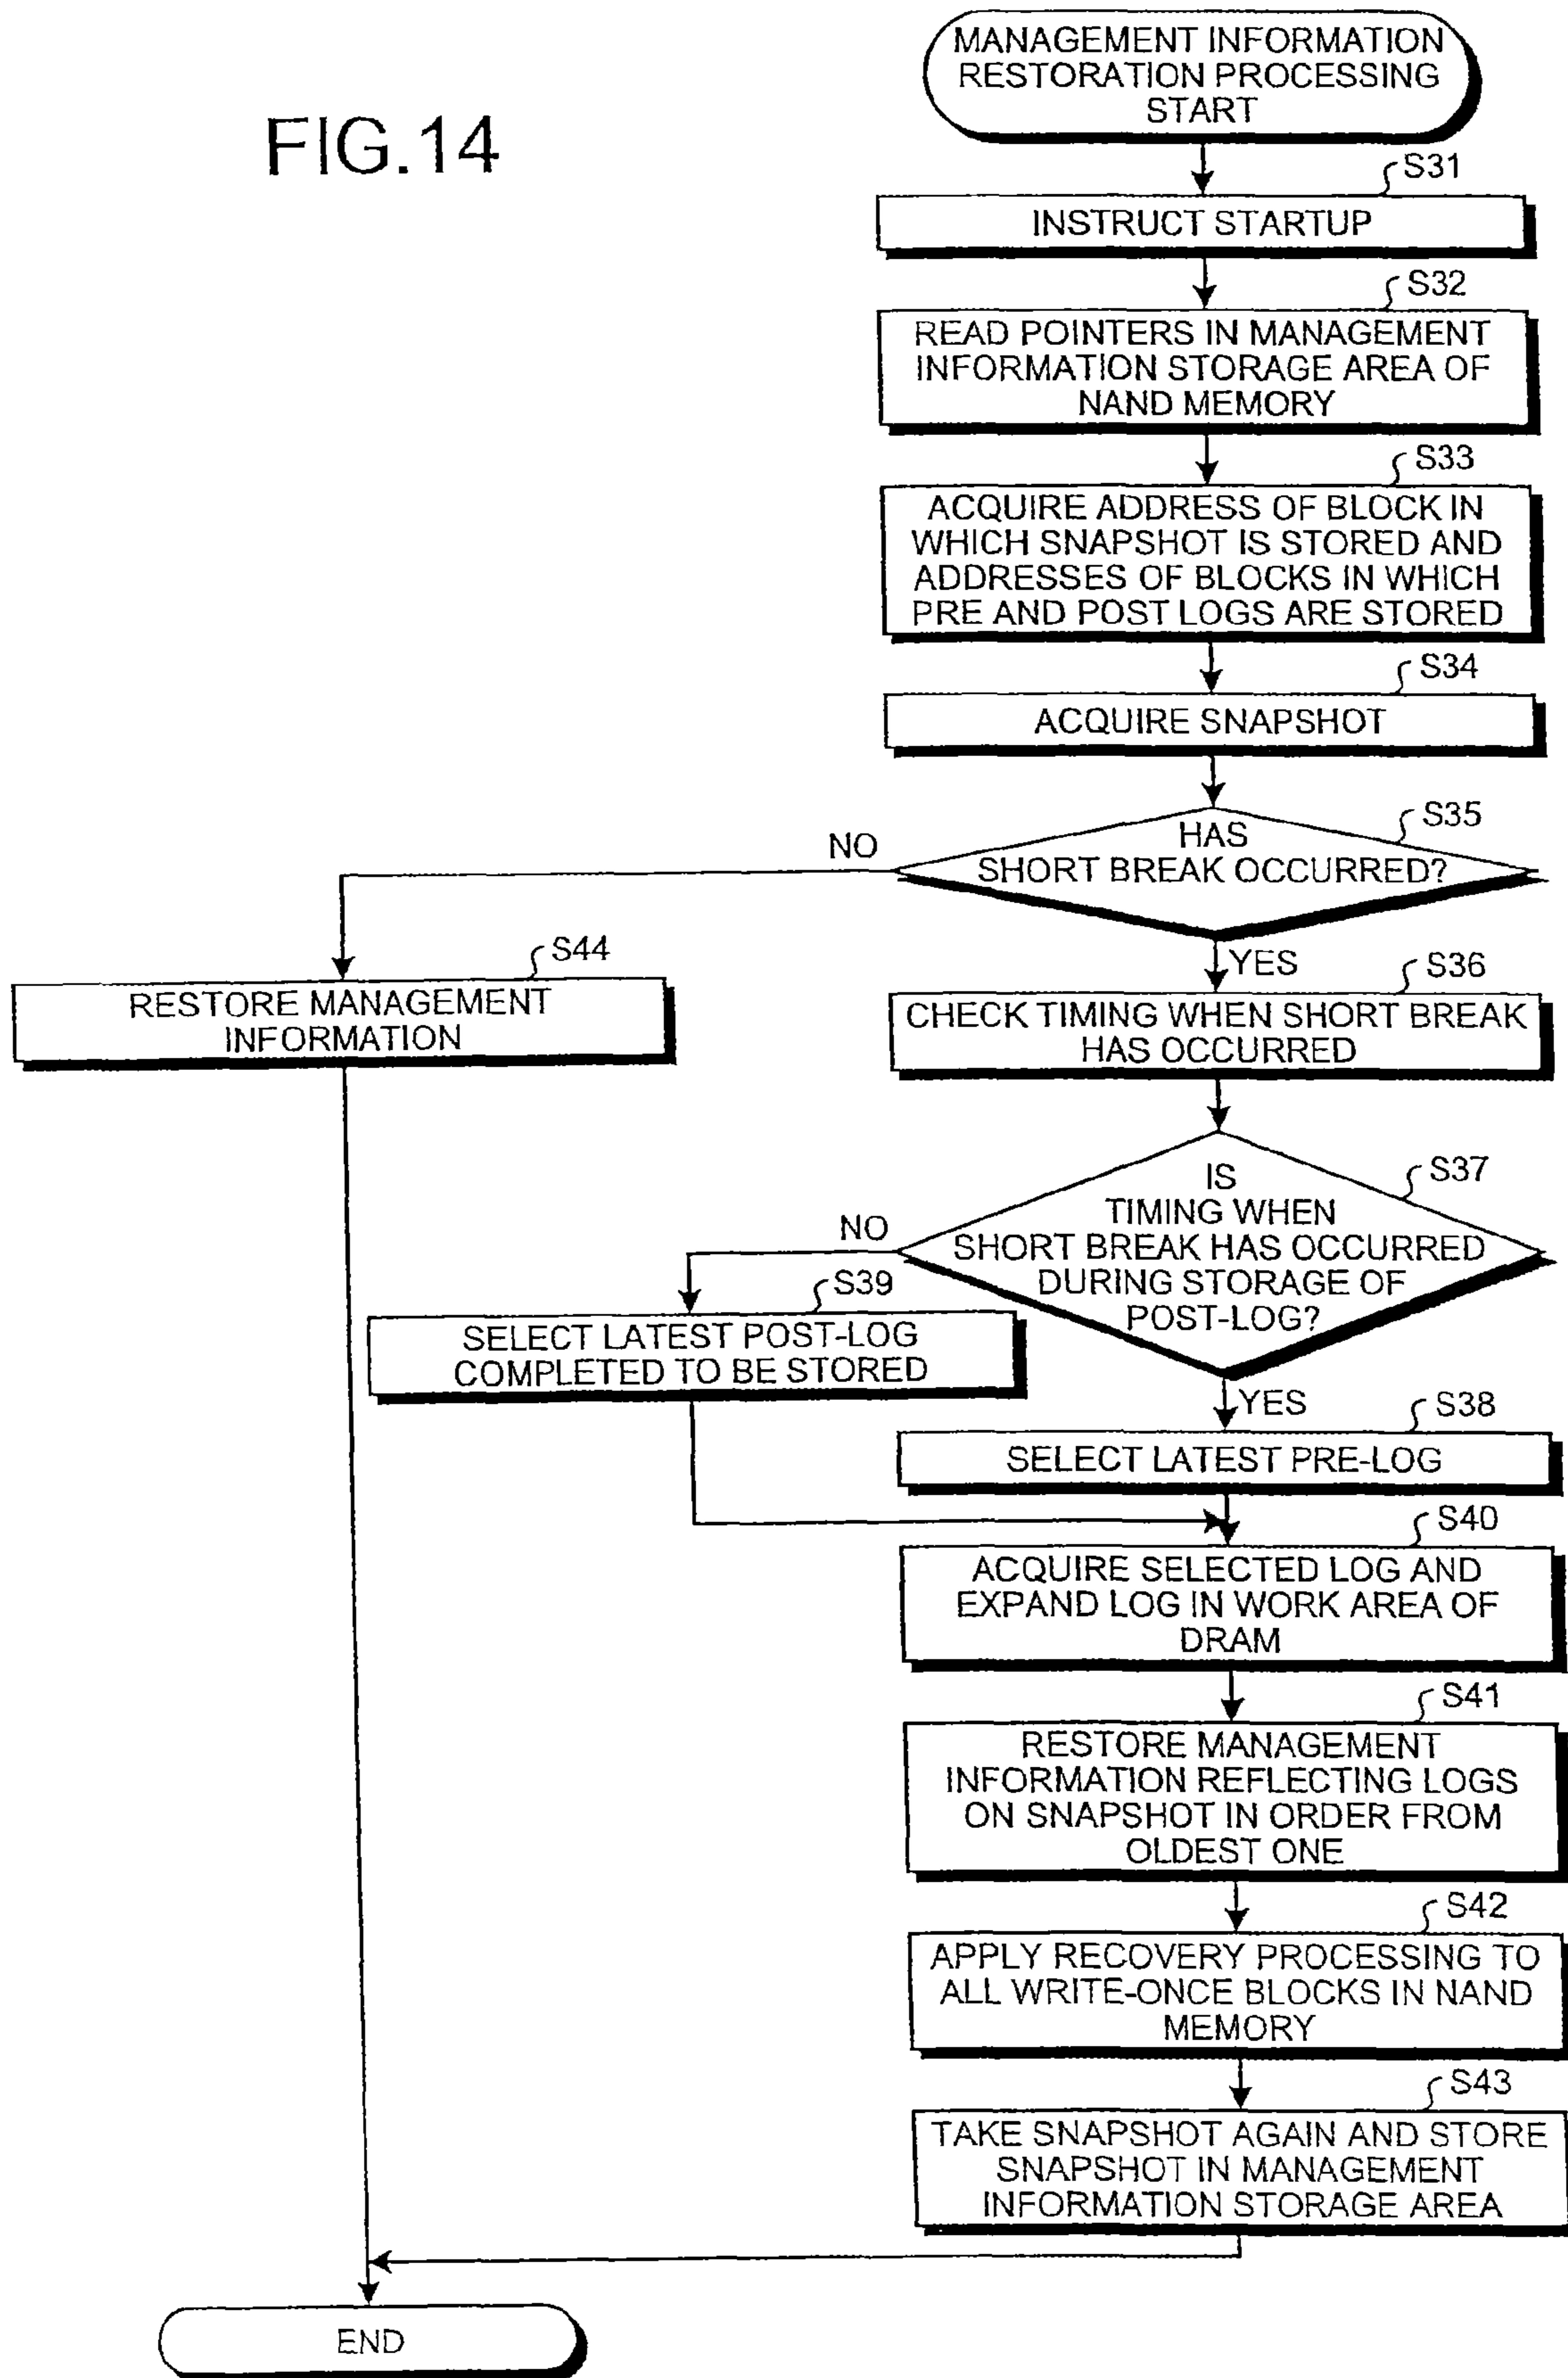 FIG.14
MANAGEMENT INFORMATION
RESTORATION PROCESSING
START
S31
INSTRUCT STARTUP
S32
READ POINTERS IN MANAGEMENT
INFORMATION STORAGE AREA OF
NAND MEMORY
S33
ACQUIRE ADDRESS OF BLOCK IN
WHICH SNAPSHOT IS STORED AND
ADDRESSES OF BLOCKS IN WHICH
PRE AND POST LOGS ARE STORED
S34
ACQUIRE SNAPSHOT
S35
HAS
SHORT BREAK OCCURRED?
NO
YES
S44
RESTORE MANAGEMENT
INFORMATION
S36
CHECK TIMING WHEN SHORT BREAK
HAS OCCURRED
S37
IS
TIMING WHEN
SHORT BREAK HAS OCCURRED
DURING STORAGE OF
POST-LOG?
NO
YES
S39
SELECT LATEST POST-LOG
COMPLETED TO BE STORED
S38
SELECT LATEST PRE-LOG
S40
ACQUIRE SELECTED LOG AND
EXPAND LOG IN WORK AREA OF
DRAM
S41
RESTORE MANAGEMENT
INFORMATION REFLECTING LOGS
ON SNAPSHOT IN ORDER FROM
OLDEST ONE
S42
APPLY RECOVERY PROCESSING TO
ALL WRITE-ONCE BLOCKS IN NAND
MEMORY
S43
TAKE SNAPSHOT AGAIN AND STORE
SNAPSHOT IN MANAGEMENT
INFORMATION STORAGE AREA
END